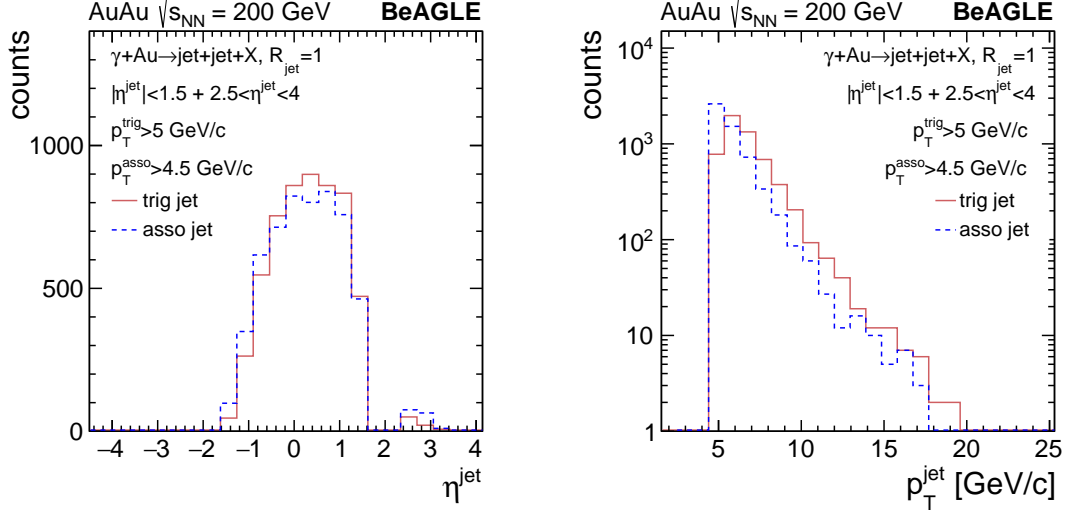 AuAu √s_NN = 200 GeV BeAGLE
counts
γ+Au→jet+jet+X, R_jet=1
|η^jet|<1.5 + 2.5<η^jet<4
p_T^trig>5 GeV/c
p_T^asso>4.5 GeV/c
trig jet
asso jet
1000
500
0
−4 −3 −2 −1 0 1 2 3 4
η^jet
AuAu √s_NN = 200 GeV BeAGLE
counts
γ+Au→jet+jet+X, R_jet=1
|η^jet|<1.5 + 2.5<η^jet<4
p_T^trig>5 GeV/c
p_T^asso>4.5 GeV/c
trig jet
asso jet
10^4
10^3
10^2
10
1
5 10 15 20 25
p_T^jet [GeV/c]